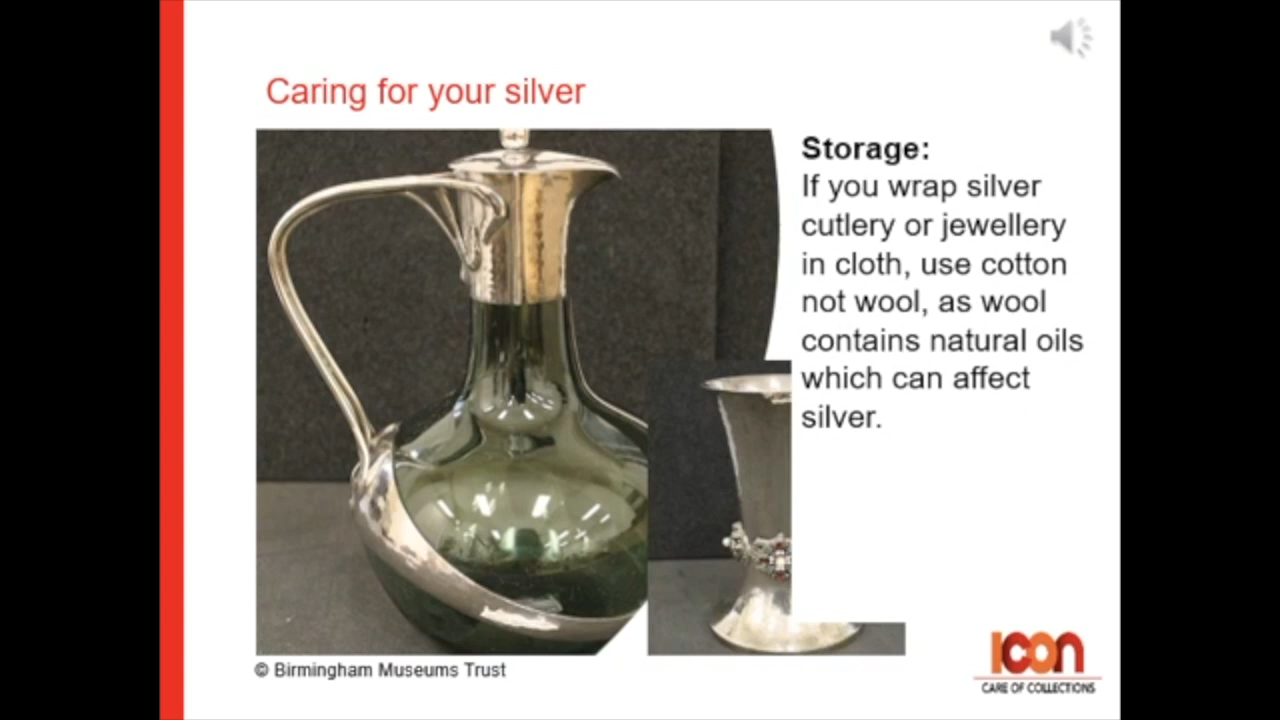 Caring for your silver
Storage:
If you wrap silver
cutlery or jewellery
in cloth, use cotton
not wool, as wool
contains natural oils
which can affect
silver.
© Birmingham Museums Trust
icon
CARE OF COLLECTIONS